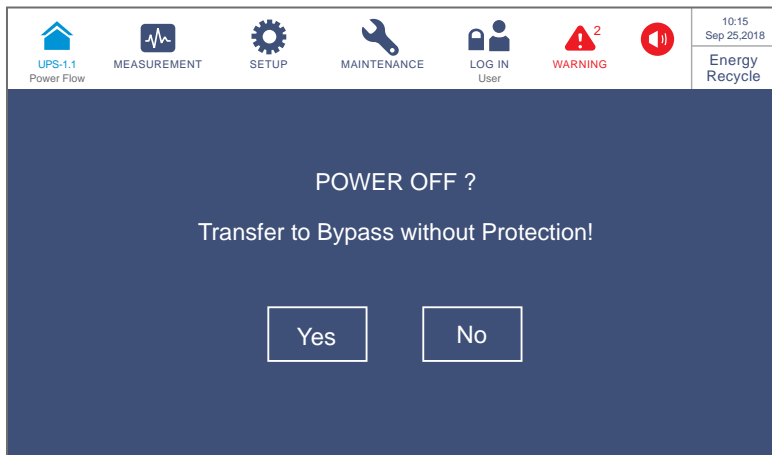 UPS-1.1
Power Flow
MEASUREMENT
SETUP
MAINTENANCE
LOG IN
User
2
WARNING
10:15
Sep 25,2018
Energy
Recycle
POWER OFF ?
Transfer to Bypass without Protection!
Yes
No